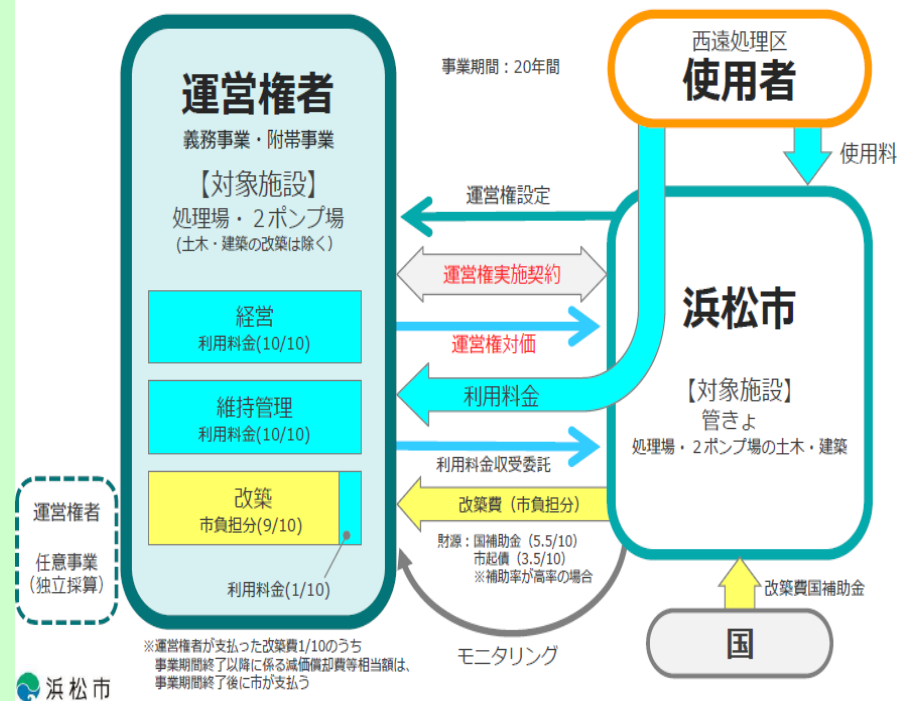 運営権者
義務事業・附帯事業
【対象施設】
処理場・２ポンプ場
(土木・建築の改築は除く)
経営
利用料金(10/10)
維持管理
利用料金(10/10)
改築
市負担分(9/10)
利用料金(1/10)
運営権者
任意事業
(独立採算)
※運営権者が支払った改築費1/10のうち
事業期間終了以降に係る減価償却費等相当額は、
事業期間終了後に市が支払う
浜松市
事業期間：20年間
運営権設定
運営権実施契約
運営権対価
利用料金
利用料金収受委託
改築費（市負担分）
財源：国補助金（5.5/10）
市起債（3.5/10）
※補助率が高率の場合
モニタリング
西遠処理区
使用者
使用料
浜松市
【対象施設】
管きょ
処理場・２ポンプ場の土木・建築
改築費国補助金
国